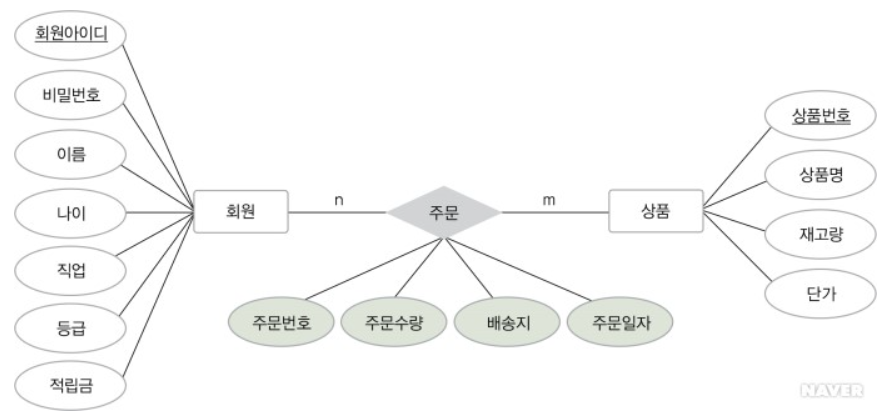 회원아이디
비밀번호
이름
나이
직업
등급
적립금
회원
n
주문
m
상품
주문번호
주문수량
배송지
주문일자
상품번호
상품명
재고량
단가
NAVER